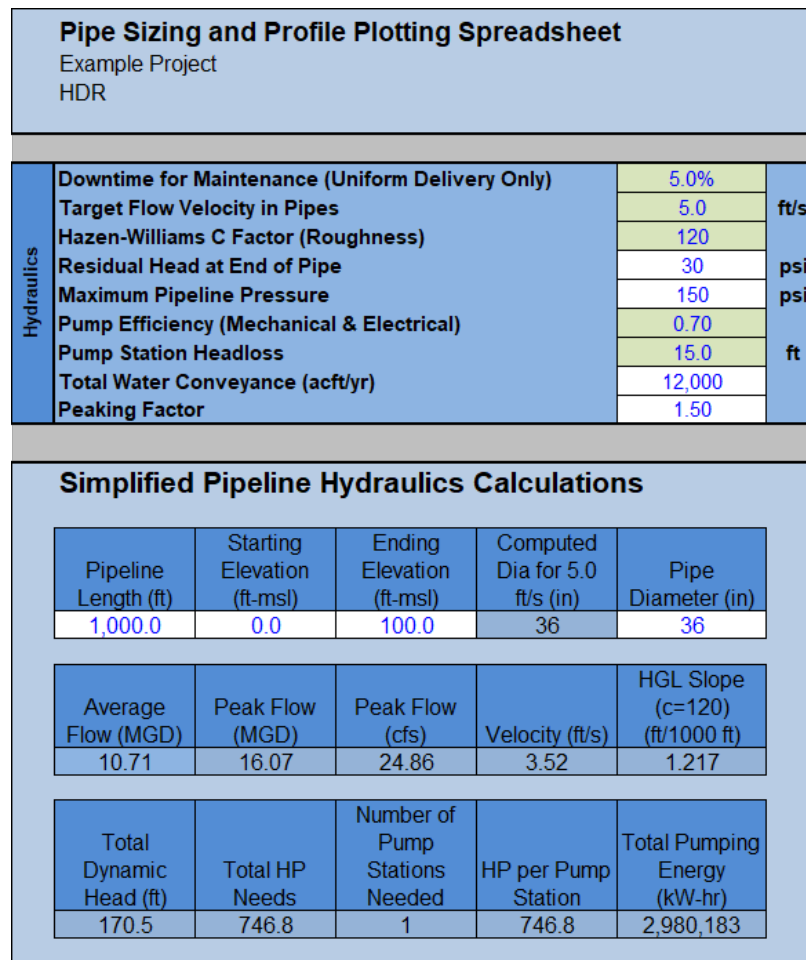 Pipe Sizing and Profile Plotting Spreadsheet
Example Project
HDR
Hydraulics
Downtime for Maintenance (Uniform Delivery Only) 5.0%
Target Flow Velocity in Pipes 5.0 ft/s
Hazen-Williams C Factor (Roughness) 120
Residual Head at End of Pipe 30 psi
Maximum Pipeline Pressure 150 psi
Pump Efficiency (Mechanical & Electrical) 0.70
Pump Station Headloss 15.0 ft
Total Water Conveyance (acft/yr) 12,000
Peaking Factor 1.50
Simplified Pipeline Hydraulics Calculations
Pipeline Length (ft) Starting Elevation (ft-msl) Ending Elevation (ft-msl) Computed Dia for 5.0 ft/s (in) Pipe Diameter (in)
1,000.0 0.0 100.0 36 36
Average Flow (MGD) Peak Flow (MGD) Peak Flow (cfs) Velocity (ft/s) HGL Slope (c=120) (ft/1000 ft)
10.71 16.07 24.86 3.52 1.217
Total Dynamic Head (ft) Total HP Needs Number of Pump Stations Needed HP per Pump Station Total Pumping Energy (kW-hr)
170.5 746.8 1 746.8 2,980,183